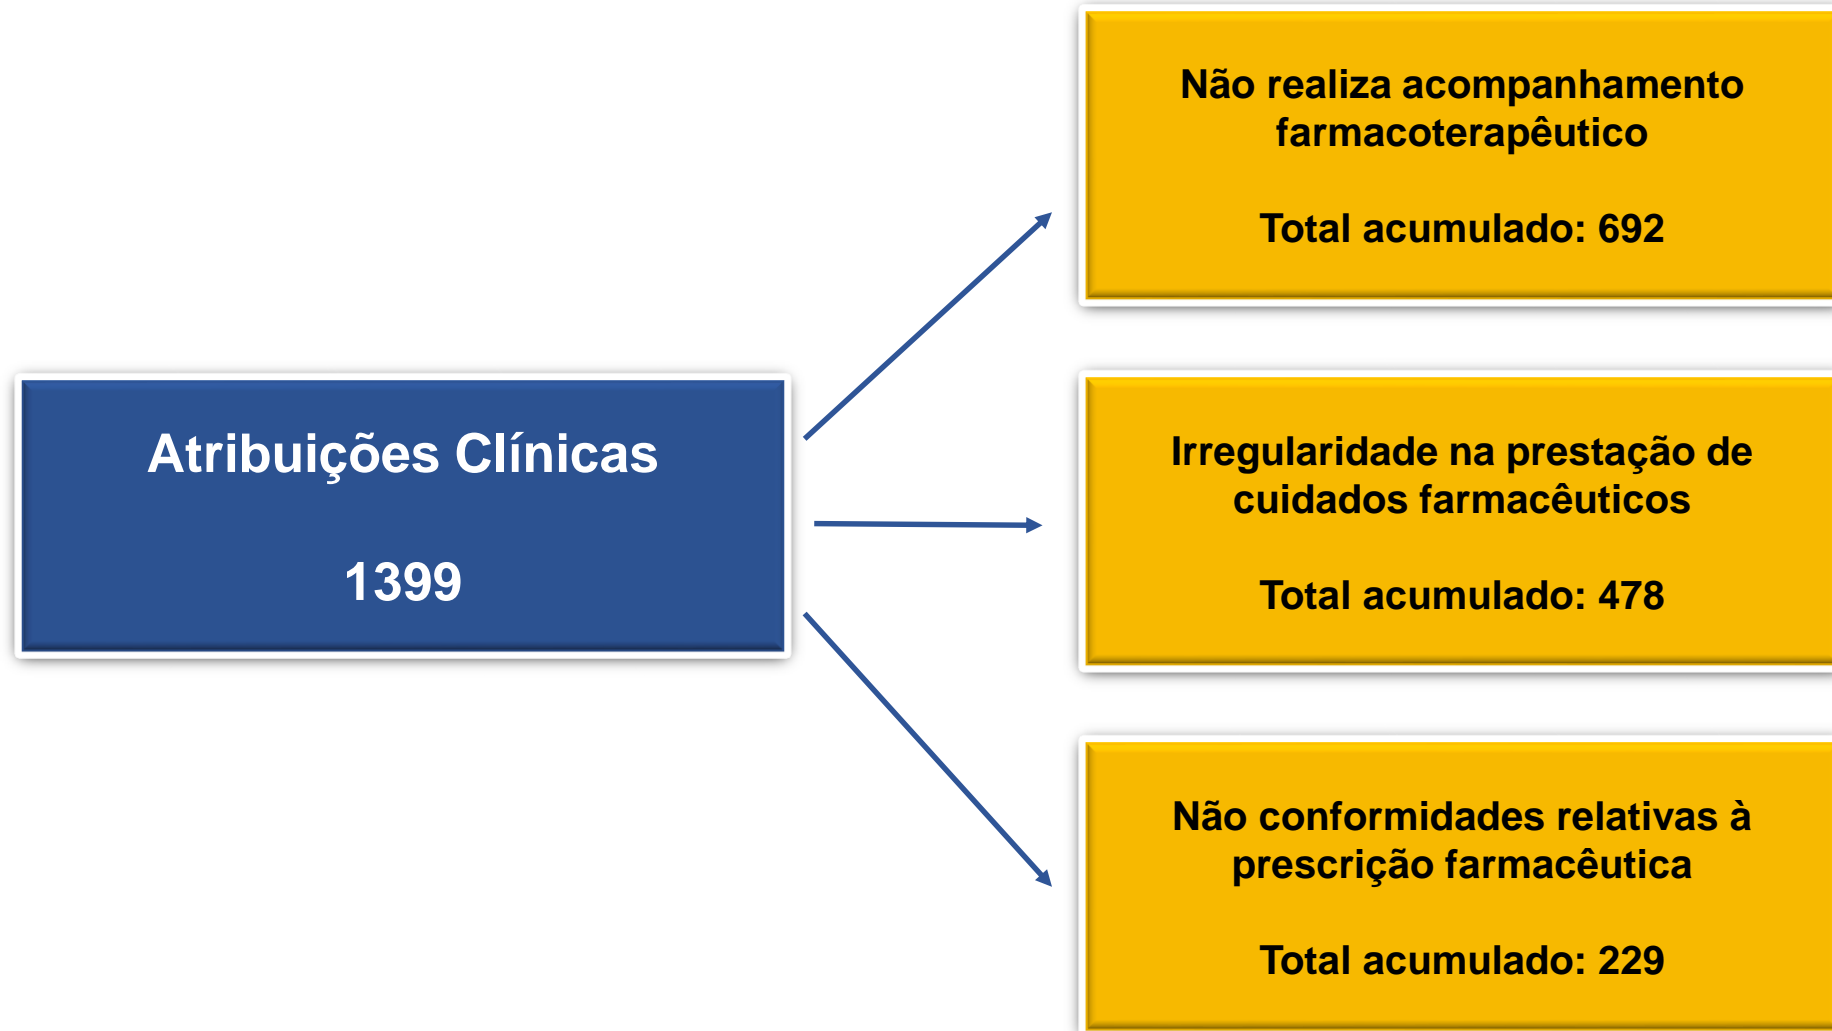 Atribuições Clínicas
1399
Não realiza acompanhamento
farmacoterapêutico
Total acumulado: 692
Irregularidade na prestação de
cuidados farmacêuticos
Total acumulado: 478
Não conformidades relativas à
prescrição farmacêutica
Total acumulado: 229